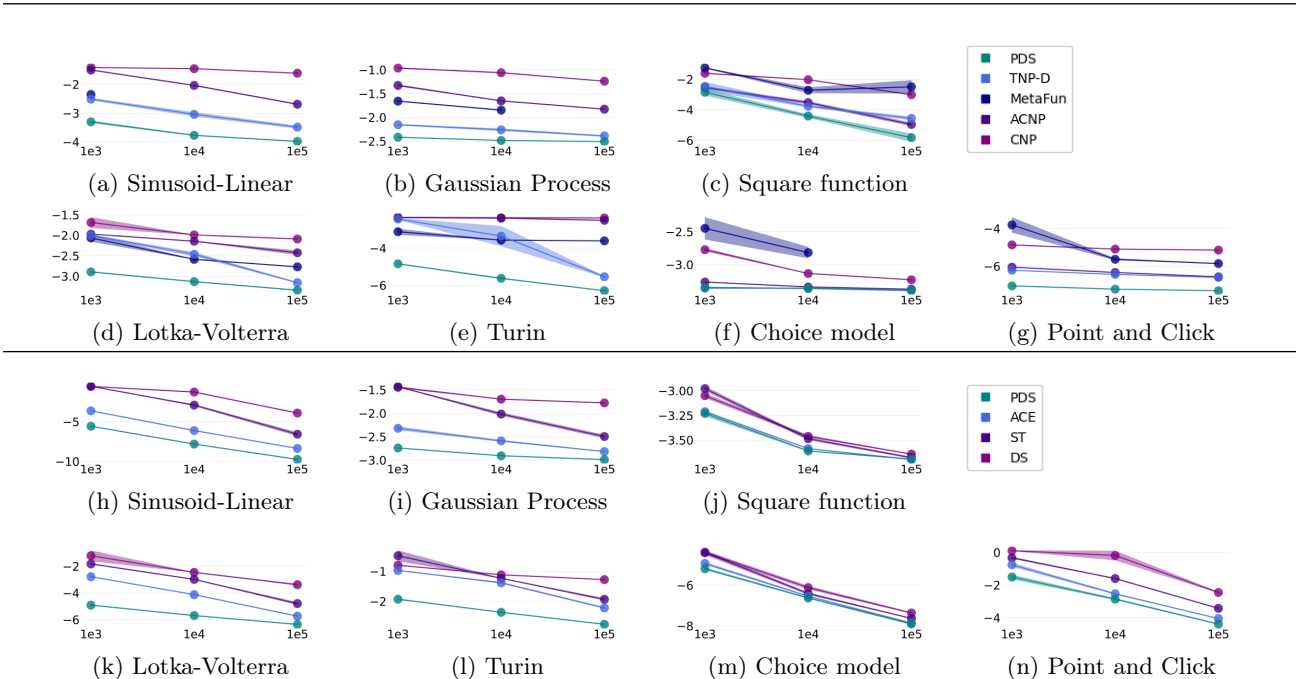 −2
−3
−4
1e3 1e4 1e5
(a) Sinusoid-Linear
−1.0
−1.5
−2.0
−2.5
1e3 1e4 1e5
(b) Gaussian Process
−2
−4
−6
1e3 1e4 1e5
(c) Square function
PDS
TNP-D
MetaFun
ACNP
CNP
−1.5
−2.0
−2.5
−3.0
1e3 1e4 1e5
(d) Lotka-Volterra
−4
−6
1e3 1e4 1e5
(e) Turin
−2.5
−3.0
1e3 1e4 1e5
(f) Choice model
−4
−6
1e3 1e4 1e5
(g) Point and Click
−5
−10
1e3 1e4 1e5
(h) Sinusoid-Linear
−1.5
−2.0
−2.5
−3.0
1e3 1e4 1e5
(i) Gaussian Process
−3.00
−3.25
−3.50
1e3 1e4 1e5
(j) Square function
PDS
ACE
ST
DS
−2
−4
−6
1e3 1e4 1e5
(k) Lotka-Volterra
−1
−2
1e3 1e4 1e5
(l) Turin
−6
−8
1e3 1e4 1e5
(m) Choice model
0
−2
−4
1e3 1e4 1e5
(n) Point and Click